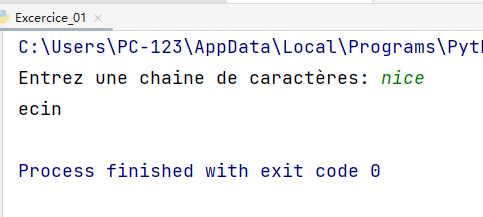 Excercice_01
C:\Users\PC-123\AppData\Local\Programs\Pyt
Entrez une chaine de caractères: nice
ecin
Process finished with exit code 0